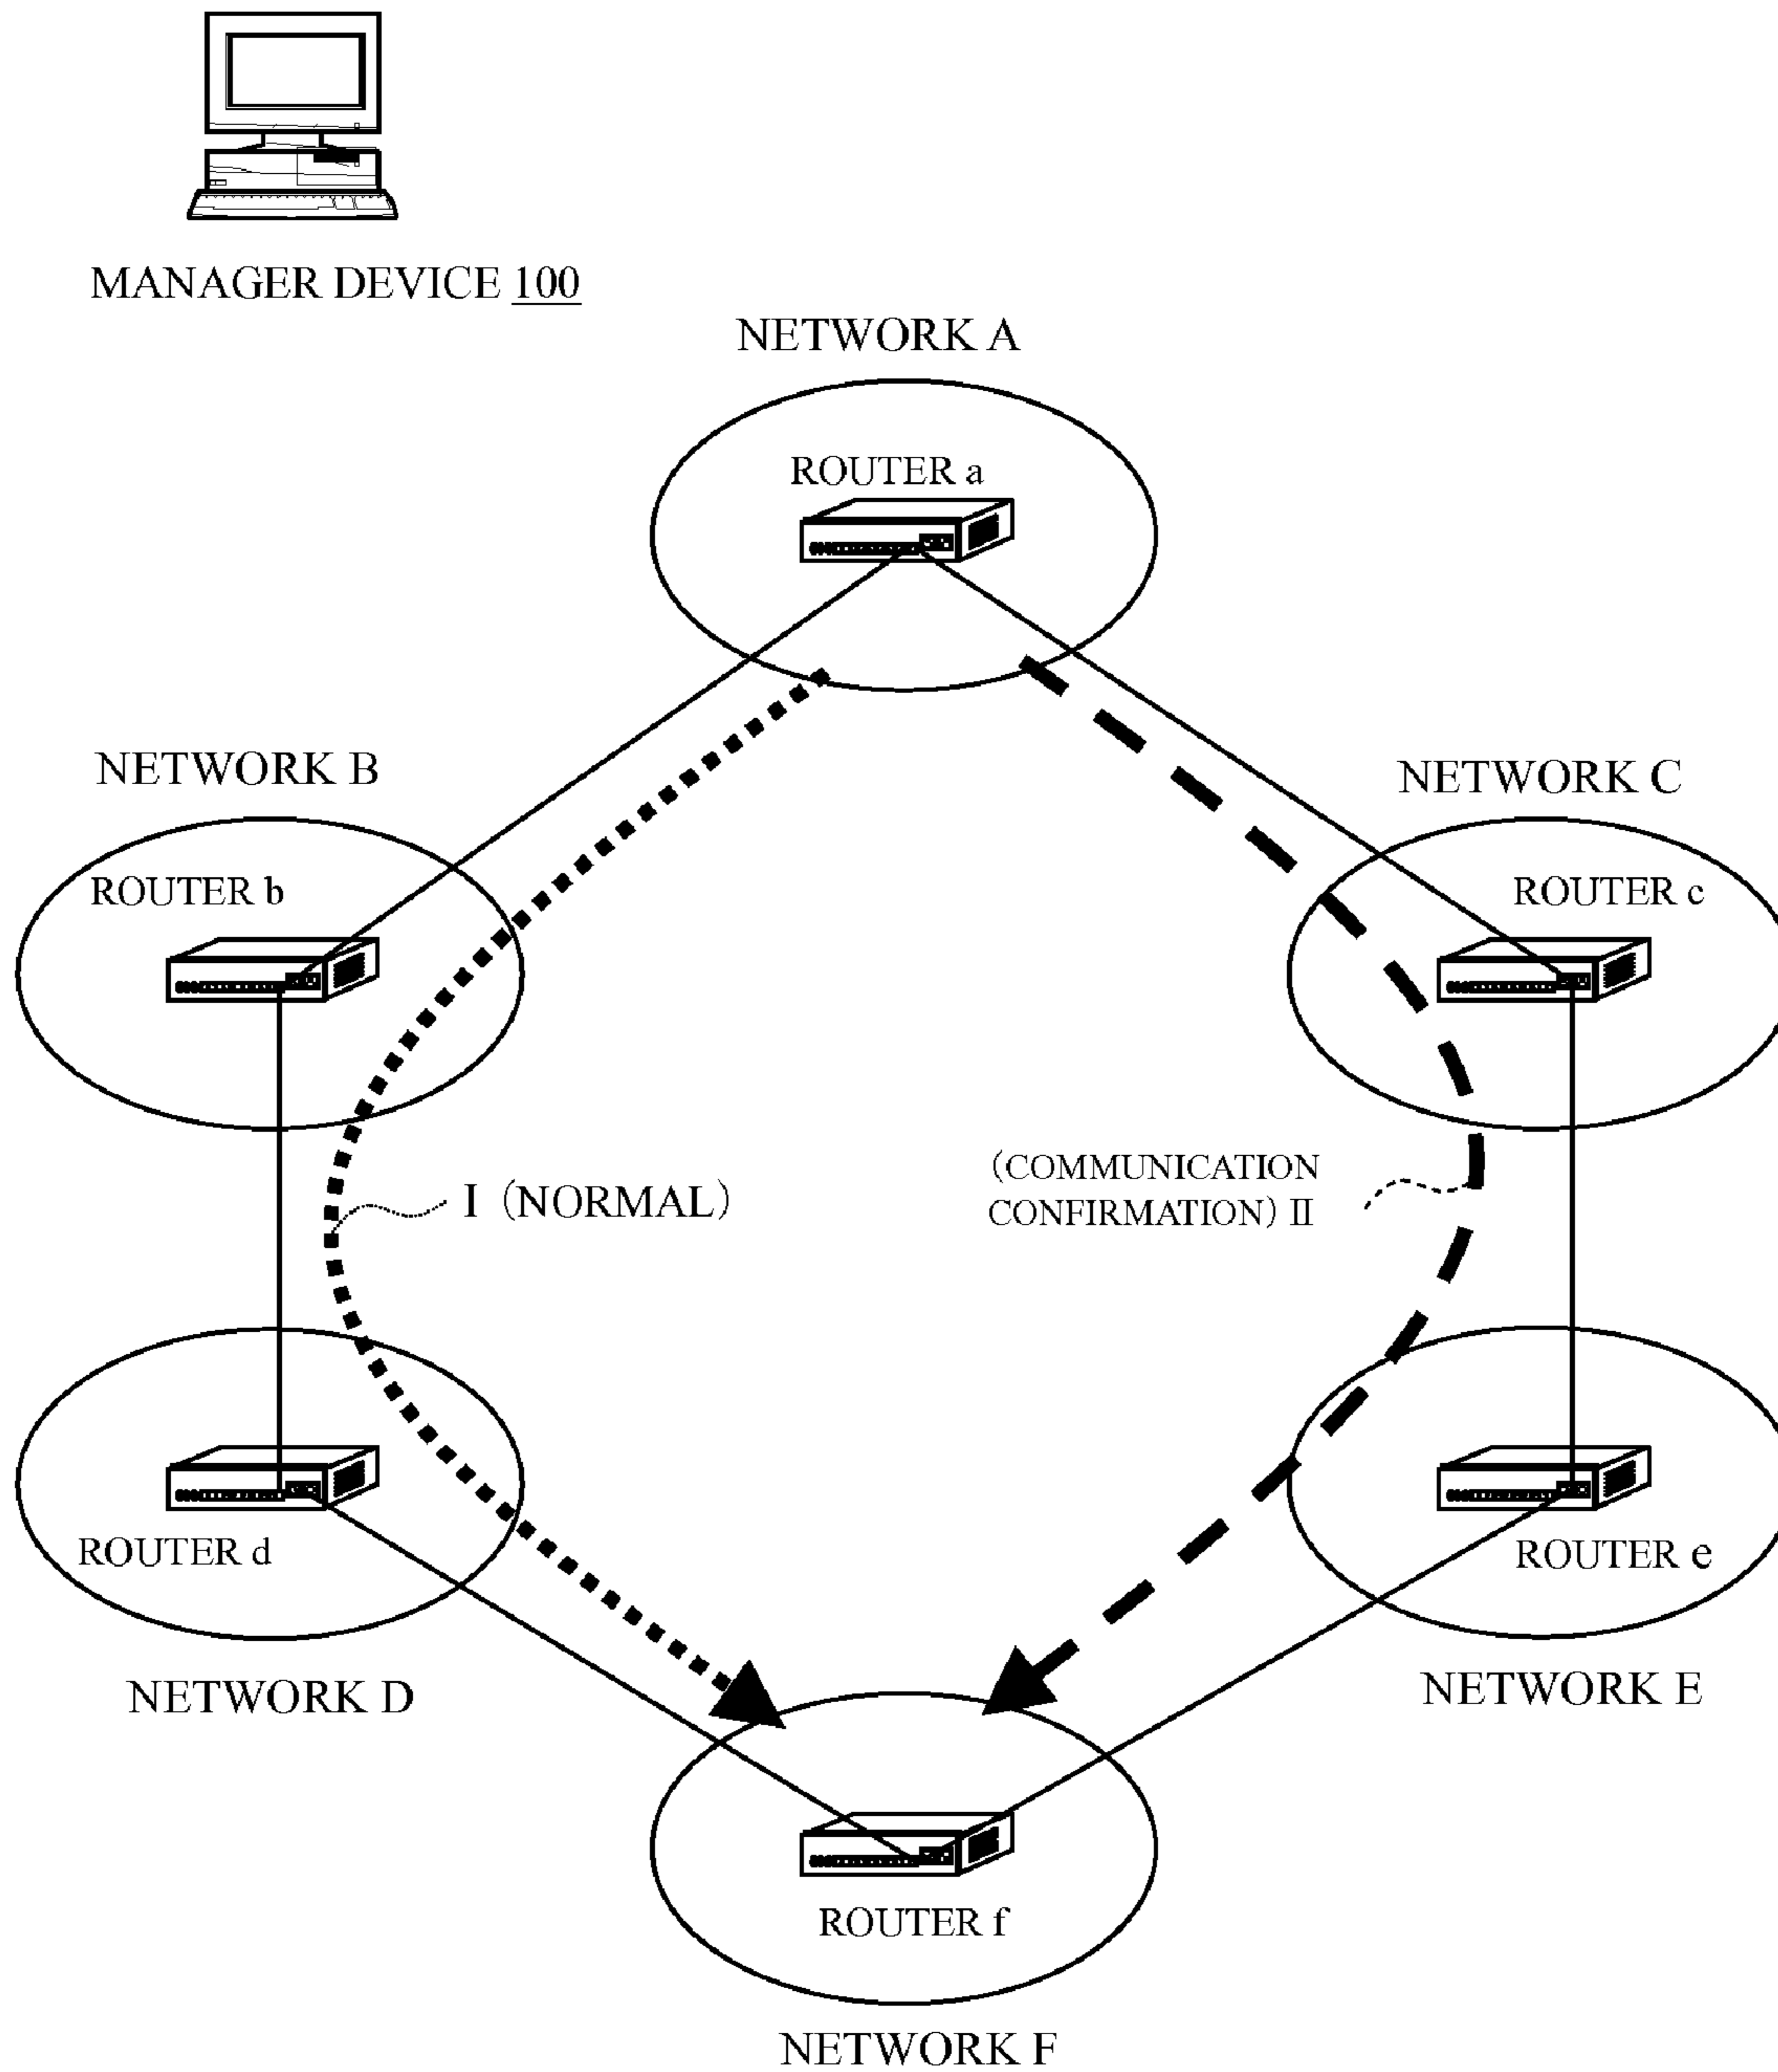 MANAGER DEVICE 100
NETWORK A
ROUTER a
NETWORK B
NETWORK C
ROUTER b
ROUTER c
I (NORMAL)
(COMMUNICATION
CONFIRMATION) II
ROUTER d
ROUTER e
NETWORK D
NETWORK E
ROUTER f
NETWORK F